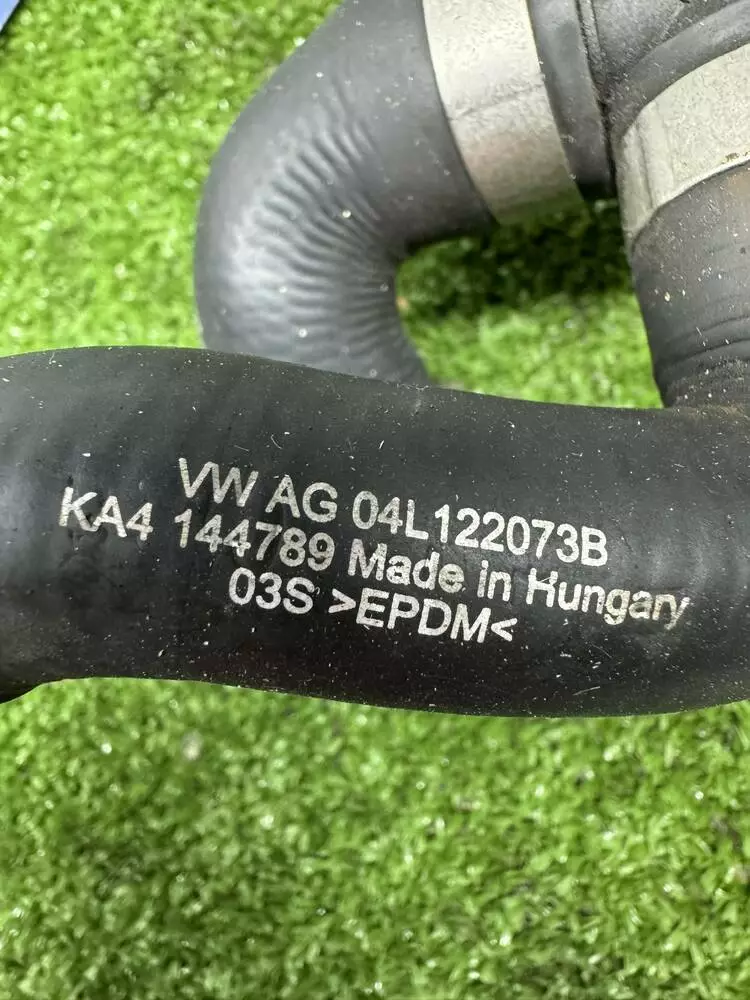 VW AG 04L122073B
KA4 144789 Made in Hungary
03S >EPDM<